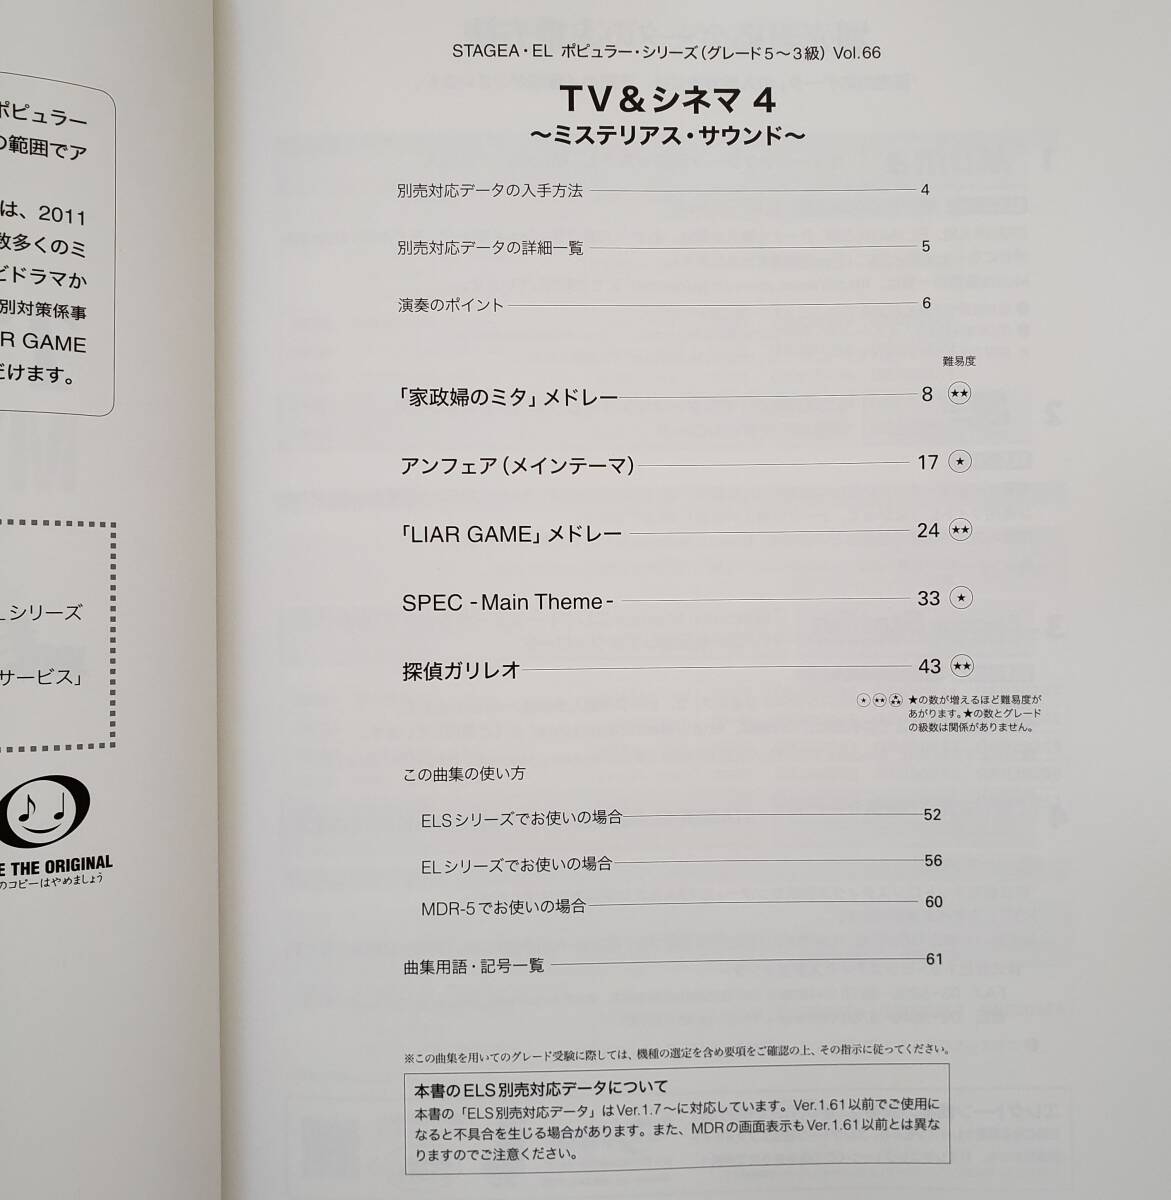 ポピュラー
の範囲でア
は、2011
数多くのミ
ビドラマか
別対策係事
R GAME
だけます。
Lシリーズ
サービス」
E THE ORIGINAL
のコピーはやめましょう
STAGEA・EL ポピュラー・シリーズ(グレード5〜3級) Vol.66
TV&シネマ 4
〜ミステリアス・サウンド〜
別売対応データの入手方法 4
別売対応データの詳細一覧 5
演奏のポイント 6
難易度
「家政婦のミタ」メドレー 8 ★★
アンフェア(メインテーマ) 17 ★
「LIAR GAME」メドレー 24 ★★
SPEC -Main Theme- 33 ★
探偵ガリレオ 43 ★★
★ ★★ ★★★ ★の数が増えるほど難易度が
あがります。★の数とグレード
の級数は関係がありません。
この曲集の使い方
ELSシリーズでお使いの場合 52
ELシリーズでお使いの場合 56
MDR-5でお使いの場合 60
曲集用語・記号一覧 61
※この曲集を用いてのグレード受験に際しては、機種の選定を含め要項をご確認の上、その指示に従ってください。
本書のELS別売対応データについて
本書の「ELS別売対応データ」はVer.1.7〜に対応しています。Ver.1.61以前でご使用に
なると不具合を生じる場合があります。また、MDRの画面表示もVer.1.61以前とは異な
りますのでご注意ください。